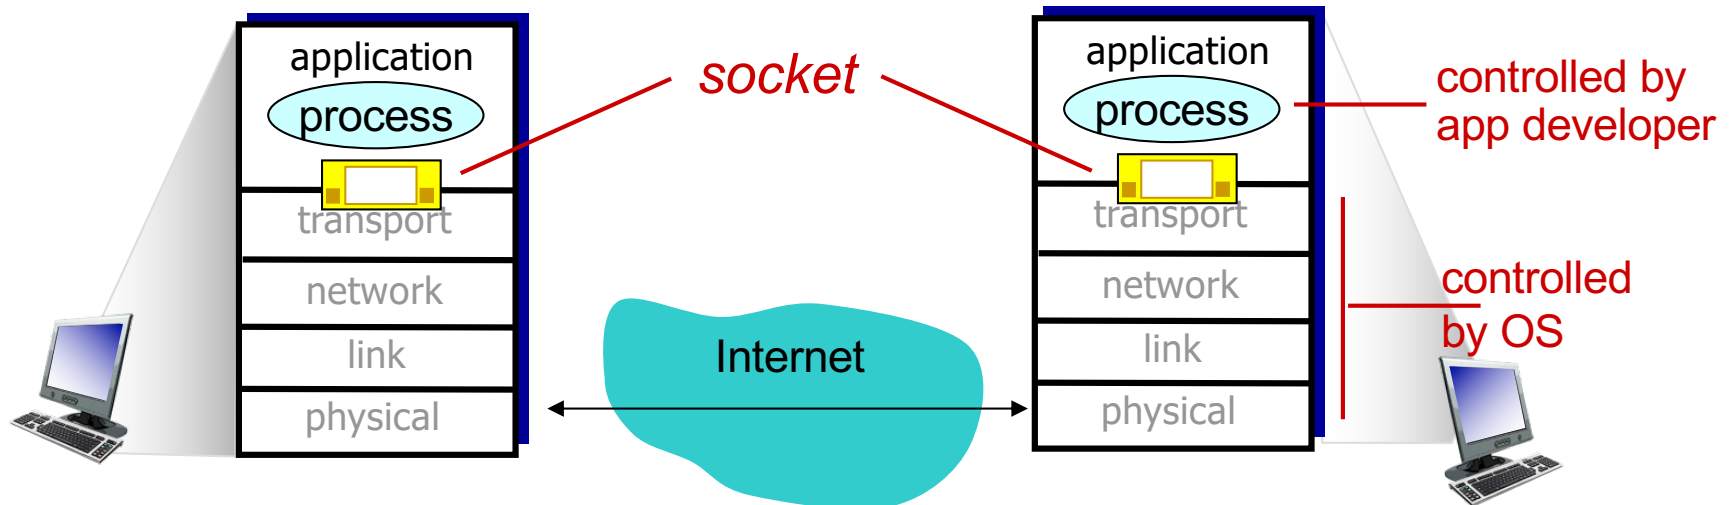 application
process
transport
network
link
physical
socket
Internet
application
process
transport
network
link
physical
controlled by
app developer
controlled
by OS